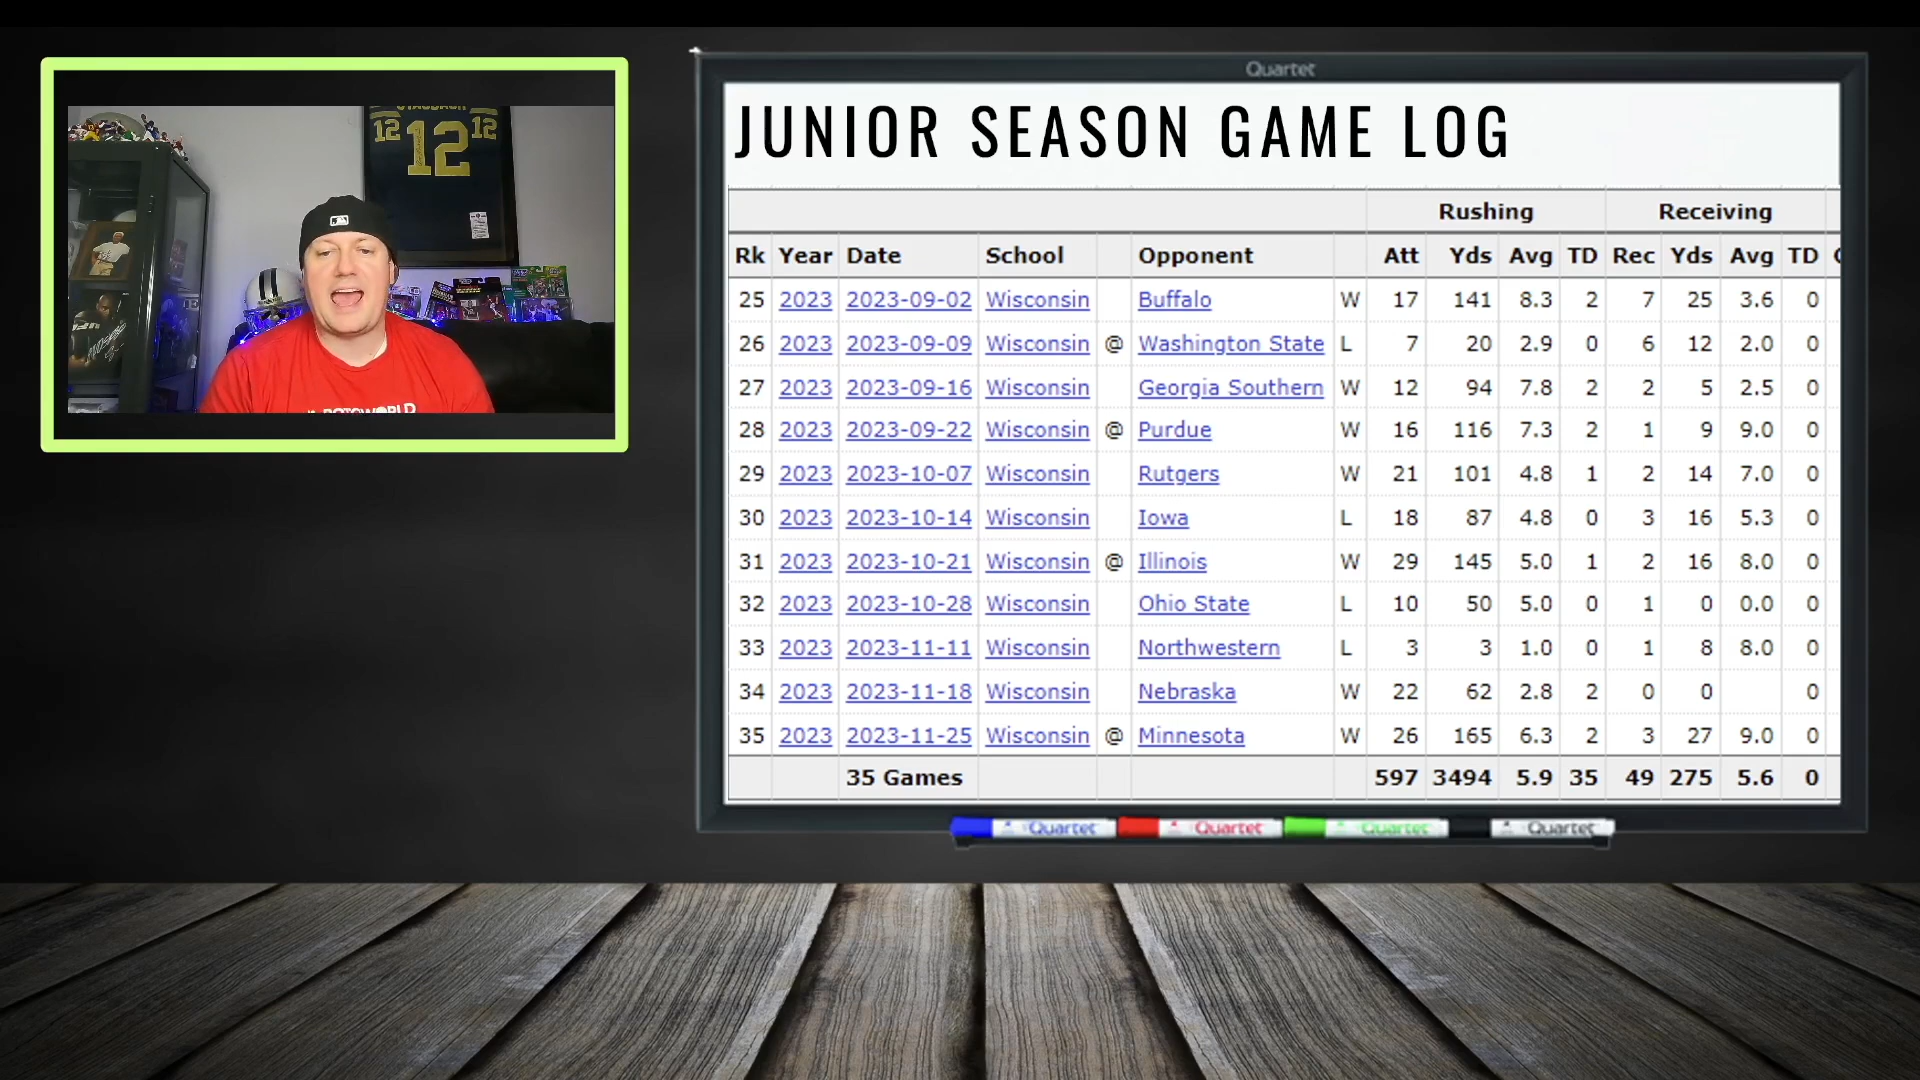 12 12 12
ROTOWORLD
Quartet
JUNIOR SEASON GAME LOG
Rushing Receiving
Rk Year Date School Opponent Att Yds Avg TD Rec Yds Avg TD
25 2023 2023-09-02 Wisconsin Buffalo W 17 141 8.3 2 7 25 3.6 0
26 2023 2023-09-09 Wisconsin @ Washington State L 7 20 2.9 0 6 12 2.0 0
27 2023 2023-09-16 Wisconsin Georgia Southern W 12 94 7.8 2 2 5 2.5 0
28 2023 2023-09-22 Wisconsin @ Purdue W 16 116 7.3 2 1 9 9.0 0
29 2023 2023-10-07 Wisconsin Rutgers W 21 101 4.8 1 2 14 7.0 0
30 2023 2023-10-14 Wisconsin Iowa L 18 87 4.8 0 3 16 5.3 0
31 2023 2023-10-21 Wisconsin @ Illinois W 29 145 5.0 1 2 16 8.0 0
32 2023 2023-10-28 Wisconsin Ohio State L 10 50 5.0 0 1 0 0.0 0
33 2023 2023-11-11 Wisconsin Northwestern L 3 3 1.0 0 1 8 8.0 0
34 2023 2023-11-18 Wisconsin Nebraska W 22 62 2.8 2 0 0 0
35 2023 2023-11-25 Wisconsin @ Minnesota W 26 165 6.3 2 3 27 9.0 0
35 Games 597 3494 5.9 35 49 275 5.6 0
Quartet Quartet Quartet Quartet